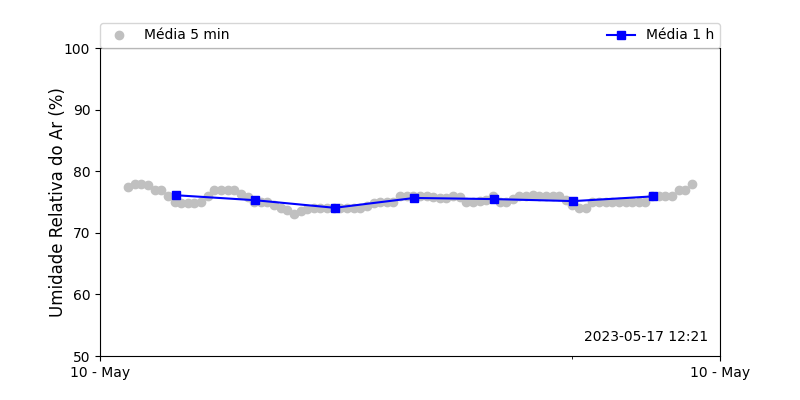 Média 5 min
Média 1 h
Umidade Relativa do Ar (%)
100
90
80
70
60
50
2023-05-17 12:21
10 - May
10 - May